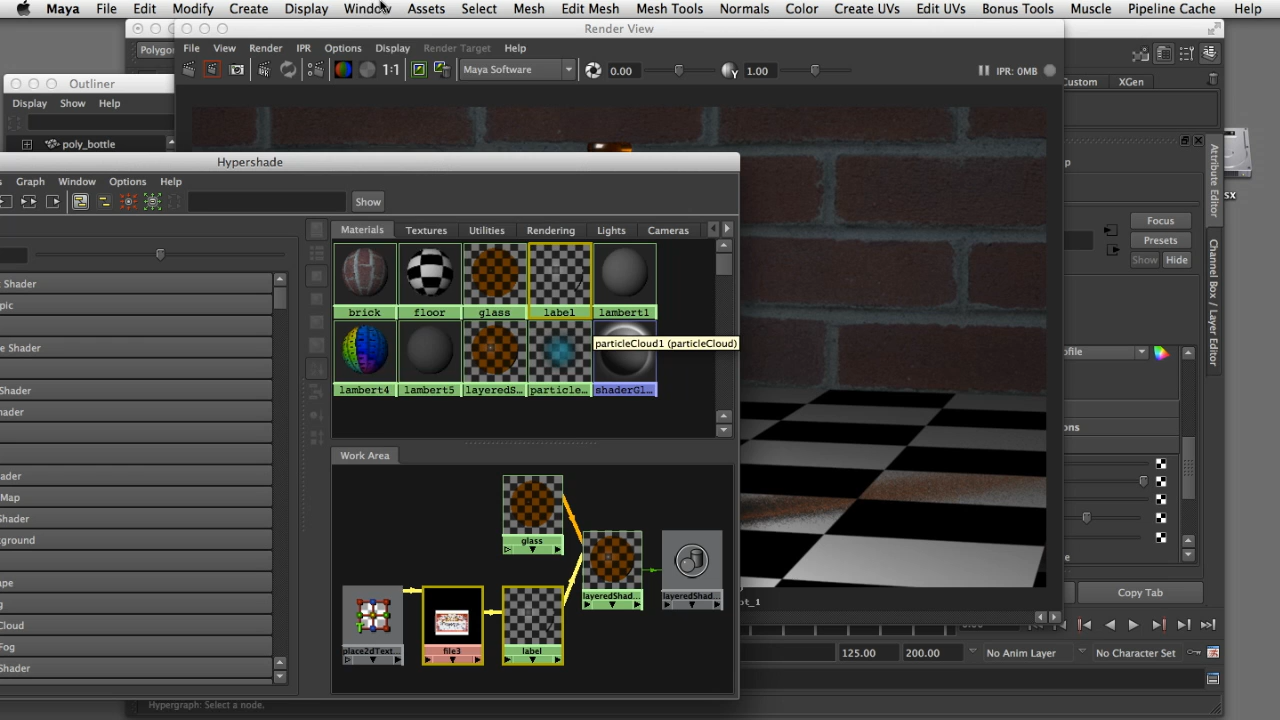 Maya File Edit Modify Create Display Window Assets Select Mesh Edit Mesh Mesh Tools Normals Color Create UVs Edit UVs Bonus Tools Muscle Pipeline Cache Help
Render View
Polygo
File View Render IPR Options Display Render Target Help
1:1 Maya Software 0.00 1.00 IPR: 0MB
Outliner
Display Show Help
Custom XGen
poly_bottle
Hypershade
Graph Window Options Help
Show
Materials Textures Utilities Rendering Lights Cameras
brick floor glass label lambert1
particleCloud1 (particleCloud)
lambert4 lambert5 layeredS... particle... shaderGl...
Work Area
glass
layeredShad... layeredShad...
place2dText... file3 label
Shader
pic
e Shader
Shader
ader
ader
Map
Shader
kground
ape
g
Cloud
Fog
Shader
Attribute Editor
Channel Box / Layer Editor
Focus
Presets
Show Hide
ofile
ons
Copy Tab
ot_1
125.00 200.00 No Anim Layer No Character Set
Hypergraph: Select a node.